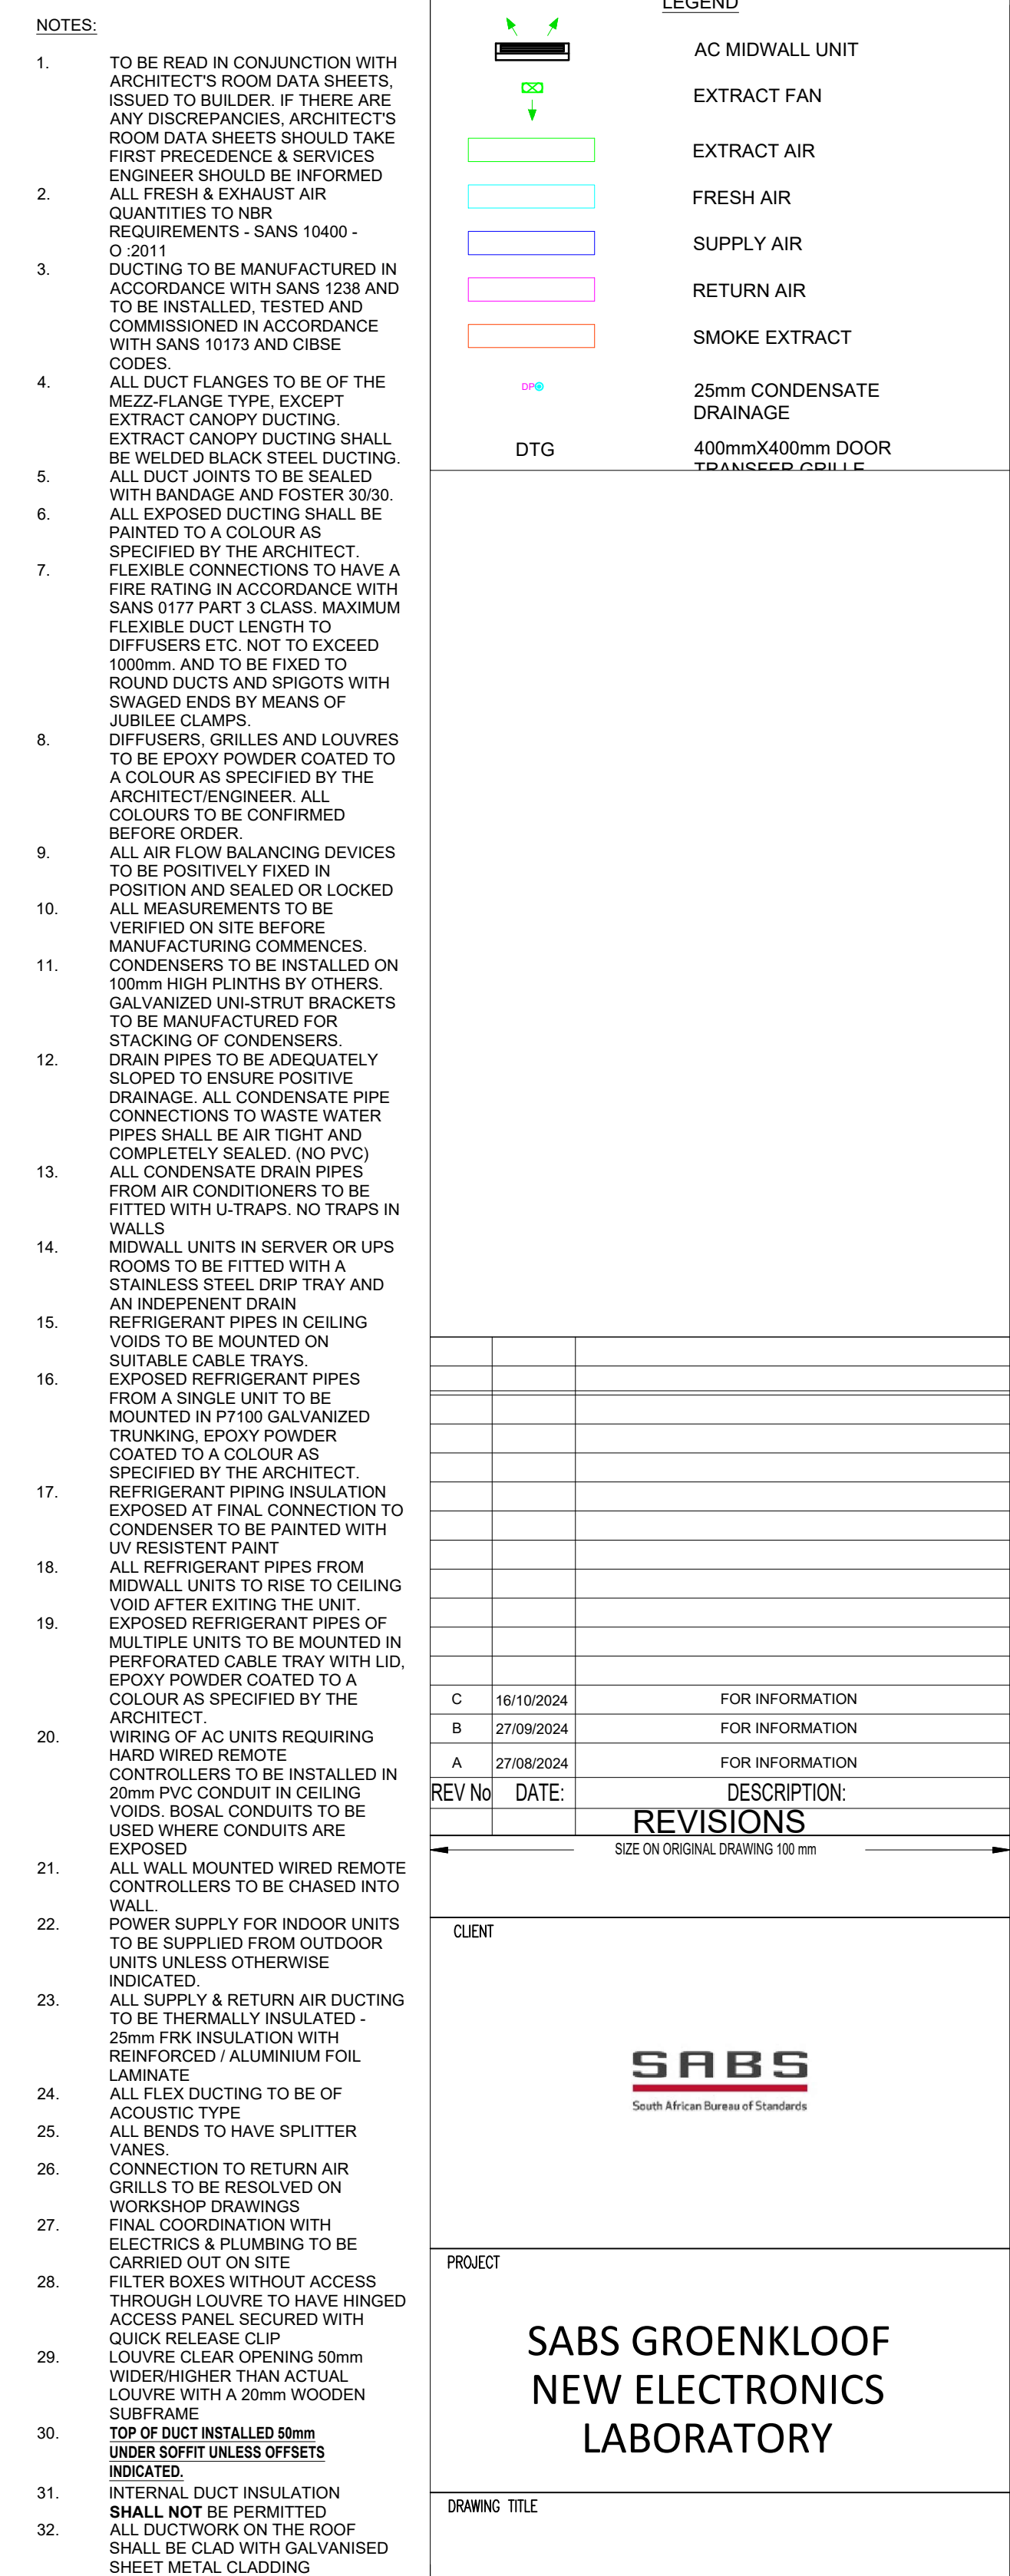 NOTES:
1. TO BE READ IN CONJUNCTION WITH
ARCHITECT'S ROOM DATA SHEETS,
ISSUED TO BUILDER. IF THERE ARE
ANY DISCREPANCIES, ARCHITECT'S
ROOM DATA SHEETS SHOULD TAKE
FIRST PRECEDENCE & SERVICES
ENGINEER SHOULD BE INFORMED
2. ALL FRESH & EXHAUST AIR
QUANTITIES TO NBR
REQUIREMENTS - SANS 10400 -
O :2011
3. DUCTING TO BE MANUFACTURED IN
ACCORDANCE WITH SANS 1238 AND
TO BE INSTALLED, TESTED AND
COMMISSIONED IN ACCORDANCE
WITH SANS 10173 AND CIBSE
CODES.
4. ALL DUCT FLANGES TO BE OF THE
MEZZ-FLANGE TYPE, EXCEPT
EXTRACT CANOPY DUCTING.
EXTRACT CANOPY DUCTING SHALL
BE WELDED BLACK STEEL DUCTING.
5. ALL DUCT JOINTS TO BE SEALED
WITH BANDAGE AND FOSTER 30/30.
6. ALL EXPOSED DUCTING SHALL BE
PAINTED TO A COLOUR AS
SPECIFIED BY THE ARCHITECT.
7. FLEXIBLE CONNECTIONS TO HAVE A
FIRE RATING IN ACCORDANCE WITH
SANS 0177 PART 3 CLASS. MAXIMUM
FLEXIBLE DUCT LENGTH TO
DIFFUSERS ETC. NOT TO EXCEED
1000mm. AND TO BE FIXED TO
ROUND DUCTS AND SPIGOTS WITH
SWAGED ENDS BY MEANS OF
JUBILEE CLAMPS.
8. DIFFUSERS, GRILLES AND LOUVRES
TO BE EPOXY POWDER COATED TO
A COLOUR AS SPECIFIED BY THE
ARCHITECT/ENGINEER. ALL
COLOURS TO BE CONFIRMED
BEFORE ORDER.
9. ALL AIR FLOW BALANCING DEVICES
TO BE POSITIVELY FIXED IN
POSITION AND SEALED OR LOCKED
10. ALL MEASUREMENTS TO BE
VERIFIED ON SITE BEFORE
MANUFACTURING COMMENCES.
11. CONDENSERS TO BE INSTALLED ON
100mm HIGH PLINTHS BY OTHERS.
GALVANIZED UNI-STRUT BRACKETS
TO BE MANUFACTURED FOR
STACKING OF CONDENSERS.
12. DRAIN PIPES TO BE ADEQUATELY
SLOPED TO ENSURE POSITIVE
DRAINAGE. ALL CONDENSATE PIPE
CONNECTIONS TO WASTE WATER
PIPES SHALL BE AIR TIGHT AND
COMPLETELY SEALED. (NO PVC)
13. ALL CONDENSATE DRAIN PIPES
FROM AIR CONDITIONERS TO BE
FITTED WITH U-TRAPS. NO TRAPS IN
WALLS
14. MIDWALL UNITS IN SERVER OR UPS
ROOMS TO BE FITTED WITH A
STAINLESS STEEL DRIP TRAY AND
AN INDEPENENT DRAIN
15. REFRIGERANT PIPES IN CEILING
VOIDS TO BE MOUNTED ON
SUITABLE CABLE TRAYS.
16. EXPOSED REFRIGERANT PIPES
FROM A SINGLE UNIT TO BE
MOUNTED IN P7100 GALVANIZED
TRUNKING, EPOXY POWDER
COATED TO A COLOUR AS
SPECIFIED BY THE ARCHITECT.
17. REFRIGERANT PIPING INSULATION
EXPOSED AT FINAL CONNECTION TO
CONDENSER TO BE PAINTED WITH
UV RESISTENT PAINT
18. ALL REFRIGERANT PIPES FROM
MIDWALL UNITS TO RISE TO CEILING
VOID AFTER EXITING THE UNIT.
19. EXPOSED REFRIGERANT PIPES OF
MULTIPLE UNITS TO BE MOUNTED IN
PERFORATED CABLE TRAY WITH LID,
EPOXY POWDER COATED TO A
COLOUR AS SPECIFIED BY THE
ARCHITECT.
20. WIRING OF AC UNITS REQUIRING
HARD WIRED REMOTE
CONTROLLERS TO BE INSTALLED IN
20mm PVC CONDUIT IN CEILING
VOIDS. BOSAL CONDUITS TO BE
USED WHERE CONDUITS ARE
EXPOSED
21. ALL WALL MOUNTED WIRED REMOTE
CONTROLLERS TO BE CHASED INTO
WALL.
22. POWER SUPPLY FOR INDOOR UNITS
TO BE SUPPLIED FROM OUTDOOR
UNITS UNLESS OTHERWISE
INDICATED.
23. ALL SUPPLY & RETURN AIR DUCTING
TO BE THERMALLY INSULATED -
25mm FRK INSULATION WITH
REINFORCED / ALUMINIUM FOIL
LAMINATE
24. ALL FLEX DUCTING TO BE OF
ACOUSTIC TYPE
25. ALL BENDS TO HAVE SPLITTER
VANES.
26. CONNECTION TO RETURN AIR
GRILLS TO BE RESOLVED ON
WORKSHOP DRAWINGS
27. FINAL COORDINATION WITH
ELECTRICS & PLUMBING TO BE
CARRIED OUT ON SITE
28. FILTER BOXES WITHOUT ACCESS
THROUGH LOUVRE TO HAVE HINGED
ACCESS PANEL SECURED WITH
QUICK RELEASE CLIP
29. LOUVRE CLEAR OPENING 50mm
WIDER/HIGHER THAN ACTUAL
LOUVRE WITH A 20mm WOODEN
SUBFRAME
30. TOP OF DUCT INSTALLED 50mm
UNDER SOFFIT UNLESS OFFSETS
INDICATED.
31. INTERNAL DUCT INSULATION
SHALL NOT BE PERMITTED
32. ALL DUCTWORK ON THE ROOF
SHALL BE CLAD WITH GALVANISED
SHEET METAL CLADDING
LEGEND
AC MIDWALL UNIT
EXTRACT FAN
EXTRACT AIR
FRESH AIR
SUPPLY AIR
RETURN AIR
SMOKE EXTRACT
DP 25mm CONDENSATE
DRAINAGE
DTG 400mmX400mm DOOR
TRANSFER GRILLE
C 16/10/2024 FOR INFORMATION
B 27/09/2024 FOR INFORMATION
A 27/08/2024 FOR INFORMATION
REV No DATE: DESCRIPTION:
REVISIONS
SIZE ON ORIGINAL DRAWING 100 mm
CLIENT
SABS
South African Bureau of Standards
PROJECT
SABS GROENKLOOF
NEW ELECTRONICS
LABORATORY
DRAWING TITLE